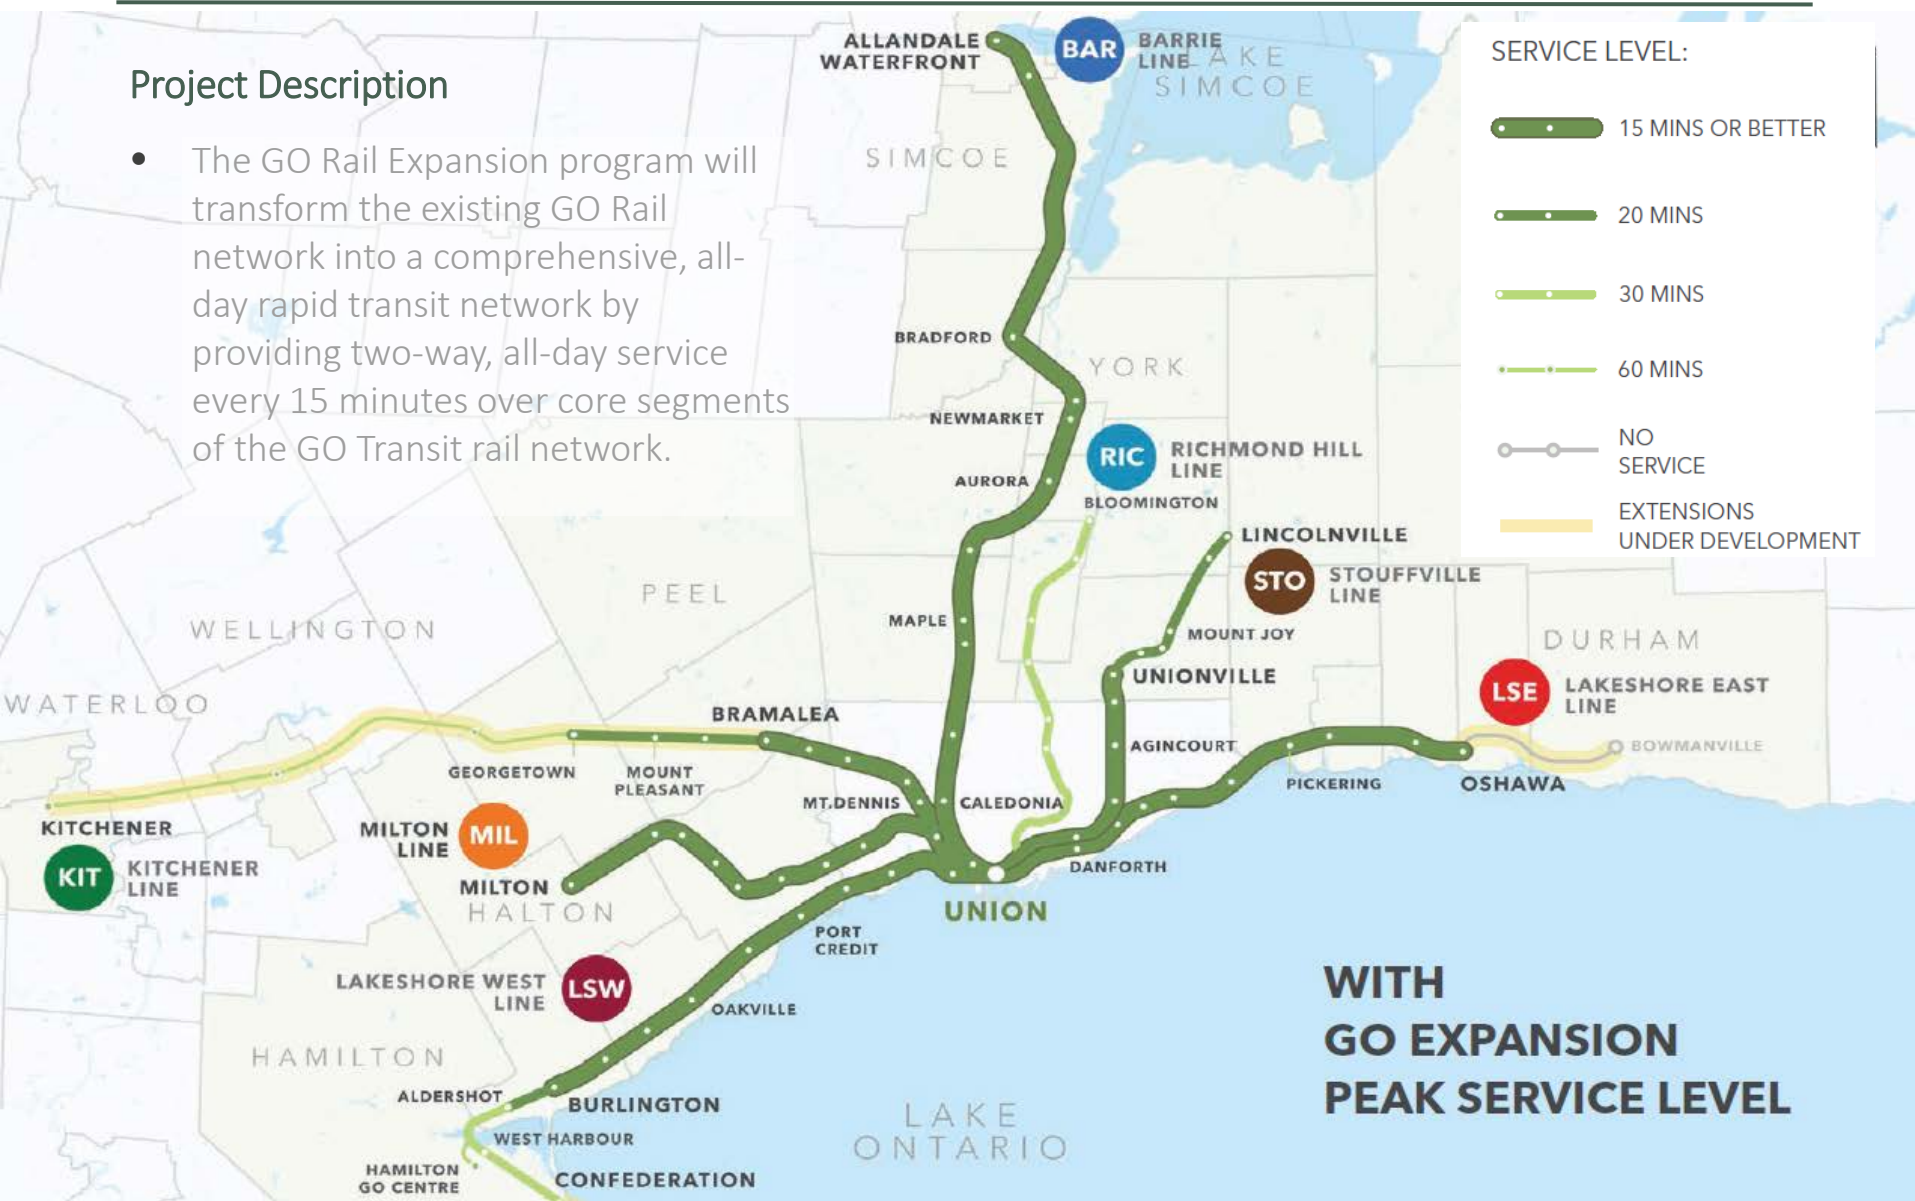 Project Description
• The GO Rail Expansion program will
transform the existing GO Rail
network into a comprehensive, all-
day rapid transit network by
providing two-way, all-day service
every 15 minutes over core segments
of the GO Transit rail network.
ALLANDALE
WATERFRONT
BAR
BARRIE
LINE
LAKE
SIMCOE
SIMCOE
SERVICE LEVEL:
15 MINS OR BETTER
20 MINS
30 MINS
60 MINS
NO
SERVICE
EXTENSIONS
UNDER DEVELOPMENT
BRADFORD
YORK
NEWMARKET
RIC
RICHMOND HILL
LINE
AURORA
BLOOMINGTON
LINCOLNVILLE
STO
STOUFFVILLE
LINE
PEEL
WELLINGTON
MAPLE
MOUNT JOY
DURHAM
UNIONVILLE
LSE
LAKESHORE EAST
LINE
WATERLOO
BRAMALEA
AGINCOURT
BOWMANVILLE
GEORGETOWN
MOUNT
PLEASANT
PICKERING
OSHAWA
MT.DENNIS
CALEDONIA
KITCHENER
MILTON
LINE
MIL
KIT
KITCHENER
LINE
DANFORTH
MILTON
HALTON
UNION
PORT
CREDIT
LAKESHORE WEST
LINE
LSW
OAKVILLE
WITH
GO EXPANSION
PEAK SERVICE LEVEL
HAMILTON
ALDERSHOT
BURLINGTON
LAKE
ONTARIO
WEST HARBOUR
HAMILTON
GO CENTRE
CONFEDERATION